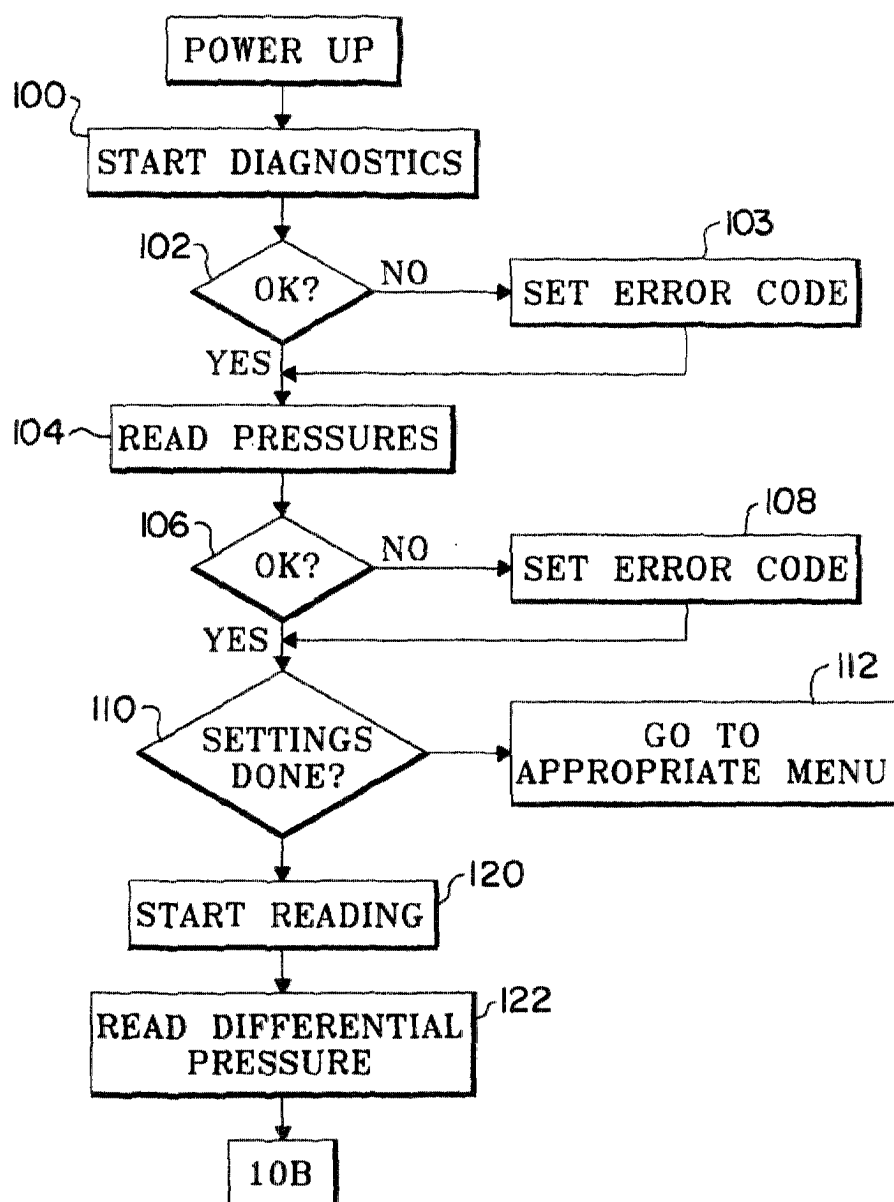 POWER UP
100
START DIAGNOSTICS
102
OK?
NO
103
SET ERROR CODE
YES
104
READ PRESSURES
106
OK?
NO
108
SET ERROR CODE
YES
110
SETTINGS
DONE?
112
GO TO
APPROPRIATE MENU
120
START READING
122
READ DIFFERENTIAL
PRESSURE
10B